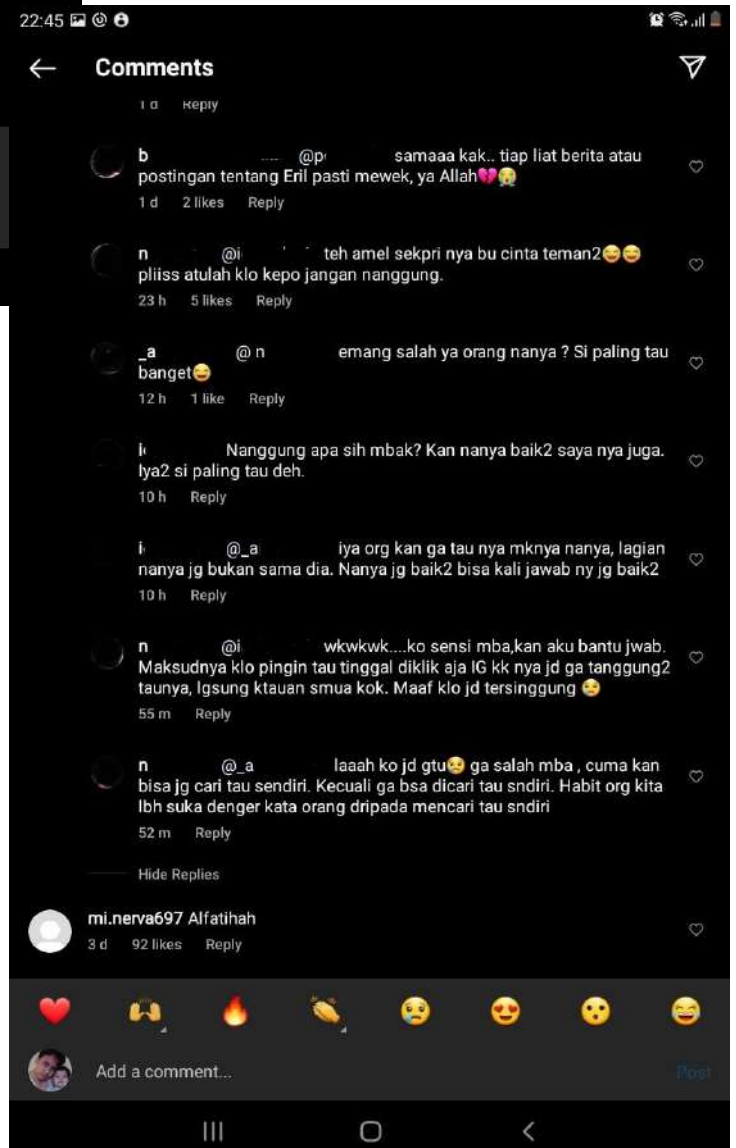 22:45
Comments
1 d Reply
b @p samaaa kak.. tiap liat berita atau
postingan tentang Eril pasti mewek, ya Allah💔😭
1 d 2 likes Reply
n @i teh amel sekpri nya bu cinta teman2😅😅
pliiss atulah klo kepo jangan nanggung.
23 h 5 likes Reply
_a @n emang salah ya orang nanya ? Si paling tau
banget😂
12 h 1 like Reply
i Nanggung apa sih mbak? Kan nanya baik2 saya nya juga.
Iya2 si paling tau deh.
10 h Reply
i @_a iya org kan ga tau nya mknya nanya, lagian
nanya jg bukan sama dia. Nanya jg baik2 bisa kali jawab ny jg baik2
10 h Reply
n @i wkwkwk....ko sensi mba,kan aku bantu jwab.
Maksudnya klo pingin tau tinggal diklik aja IG kk nya jd ga tanggung2
taunya, lgsung ktauan smua kok. Maaf klo jd tersinggung 😢
55 m Reply
n @_a laaah ko jd gtu😢 ga salah mba , cuma kan
bisa jg cari tau sendiri. Kecuali ga bsa dicari tau sndiri. Habit org kita
lbh suka denger kata orang dripada mencari tau sndiri
52 m Reply
Hide Replies
mi.nerva697 Alfatihah
3 d 92 likes Reply
Add a comment...
Post